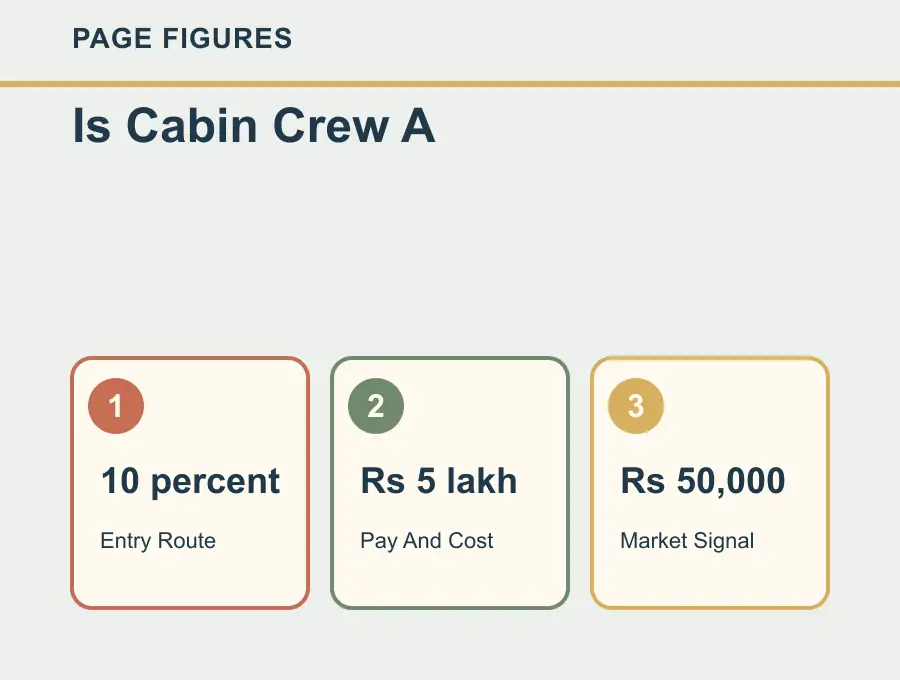 PAGE FIGURES
Is Cabin Crew A
1
10 percent
Entry Route
2
Rs 5 lakh
Pay And Cost
3
Rs 50,000
Market Signal